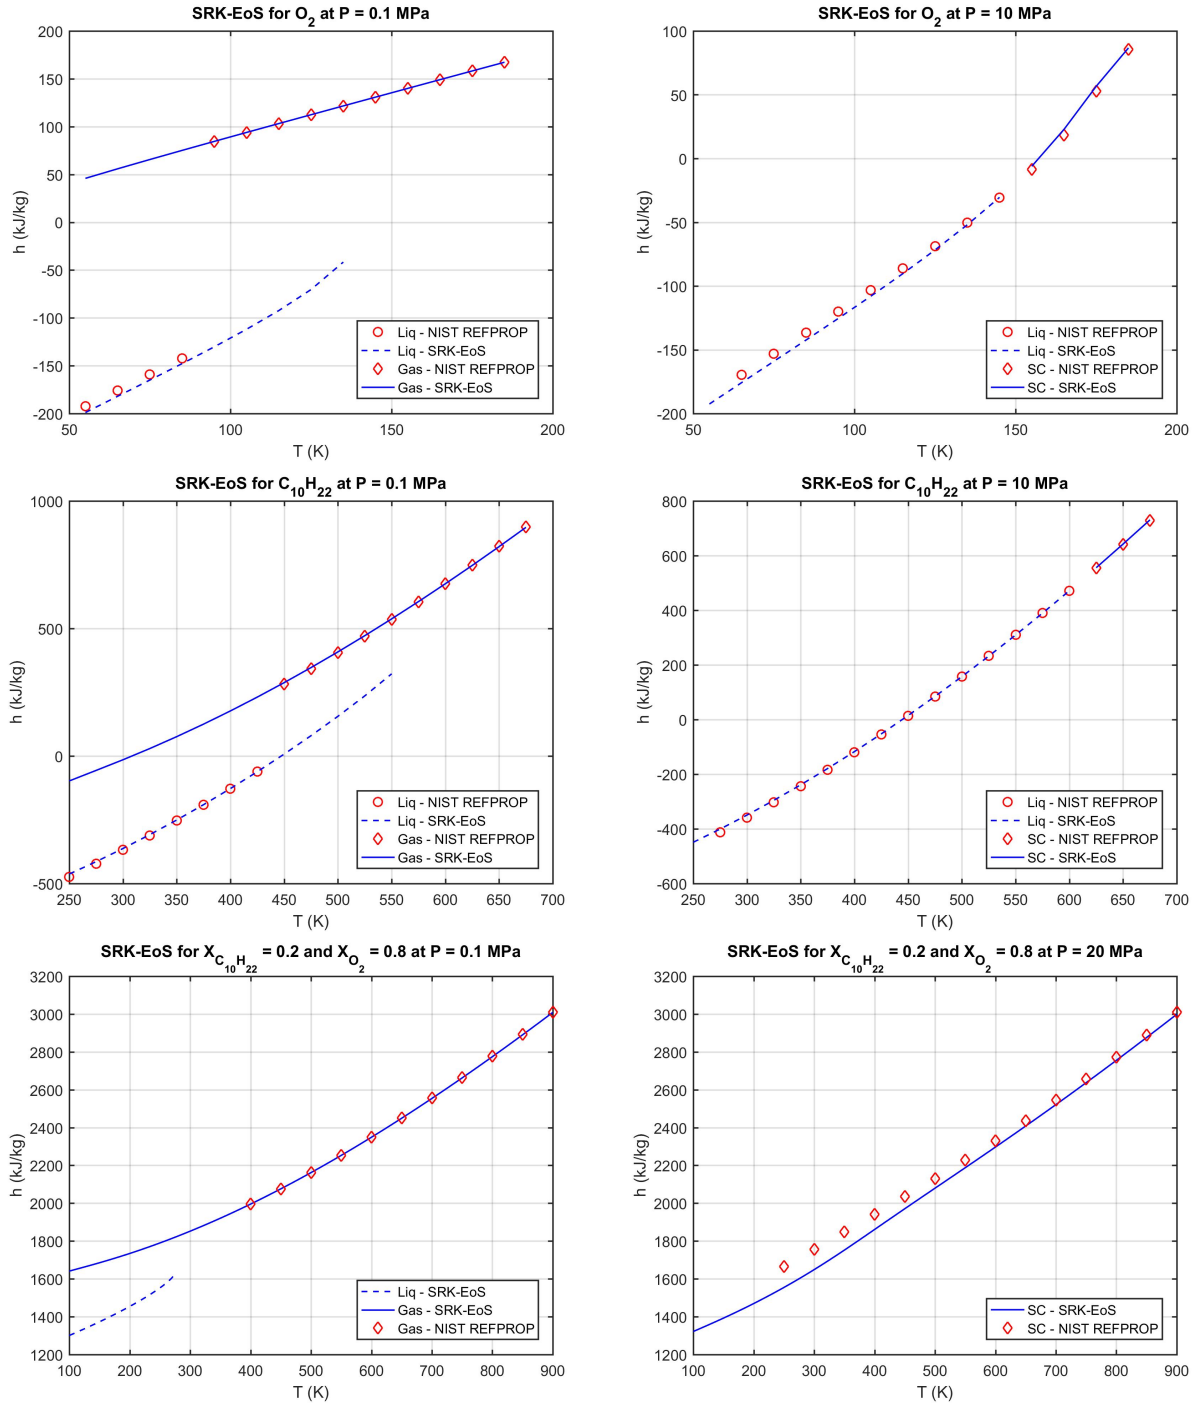 SRK-EoS for O2 at P = 0.1 MPa
200
150
100
50
0
-50
-100
-150
-200
h (kJ/kg)
50 100 150 200
T (K)
Liq - NIST REFPROP
Liq - SRK-EoS
Gas - NIST REFPROP
Gas - SRK-EoS
SRK-EoS for O2 at P = 10 MPa
100
50
0
-50
-100
-150
-200
h (kJ/kg)
50 100 150 200
T (K)
Liq - NIST REFPROP
Liq - SRK-EoS
SC - NIST REFPROP
SC - SRK-EoS
SRK-EoS for C10H22 at P = 0.1 MPa
1000
500
0
-500
h (kJ/kg)
250 300 350 400 450 500 550 600 650 700
T (K)
Liq - NIST REFPROP
Liq - SRK-EoS
Gas - NIST REFPROP
Gas - SRK-EoS
SRK-EoS for C10H22 at P = 10 MPa
800
600
400
200
0
-200
-400
-600
h (kJ/kg)
250 300 350 400 450 500 550 600 650 700
T (K)
Liq - NIST REFPROP
Liq - SRK-EoS
SC - NIST REFPROP
SC - SRK-EoS
SRK-EoS for XC10H22 = 0.2 and XO2 = 0.8 at P = 0.1 MPa
3200
3000
2800
2600
2400
2200
2000
1800
1600
1400
1200
h (kJ/kg)
100 200 300 400 500 600 700 800 900
T (K)
Liq - SRK-EoS
Gas - SRK-EoS
Gas - NIST REFPROP
SRK-EoS for XC10H22 = 0.2 and XO2 = 0.8 at P = 20 MPa
3200
3000
2800
2600
2400
2200
2000
1800
1600
1400
1200
h (kJ/kg)
100 200 300 400 500 600 700 800 900
T (K)
SC - SRK-EoS
SC - NIST REFPROP